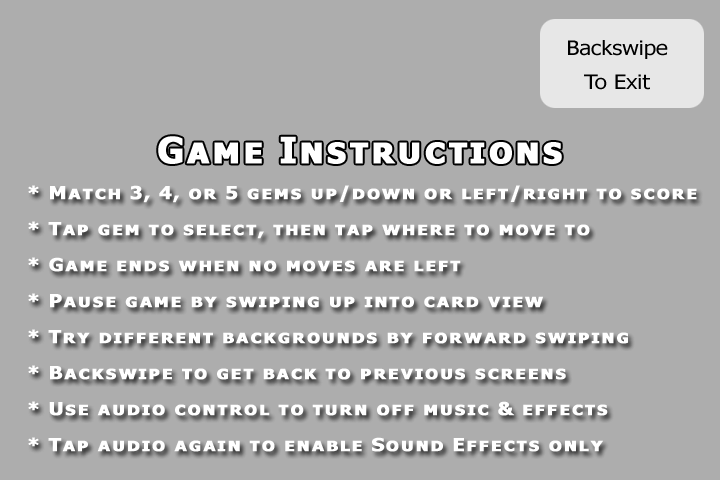 Backswipe
To Exit
Game Instructions
* Match 3, 4, or 5 gems up/down or left/right to score
* Tap gem to select, then tap where to move to
* Game ends when no moves are left
* Pause game by swiping up into card view
* Try different backgrounds by forward swiping
* Backswipe to get back to previous screens
* Use audio control to turn off music & effects
* Tap audio again to enable Sound Effects only